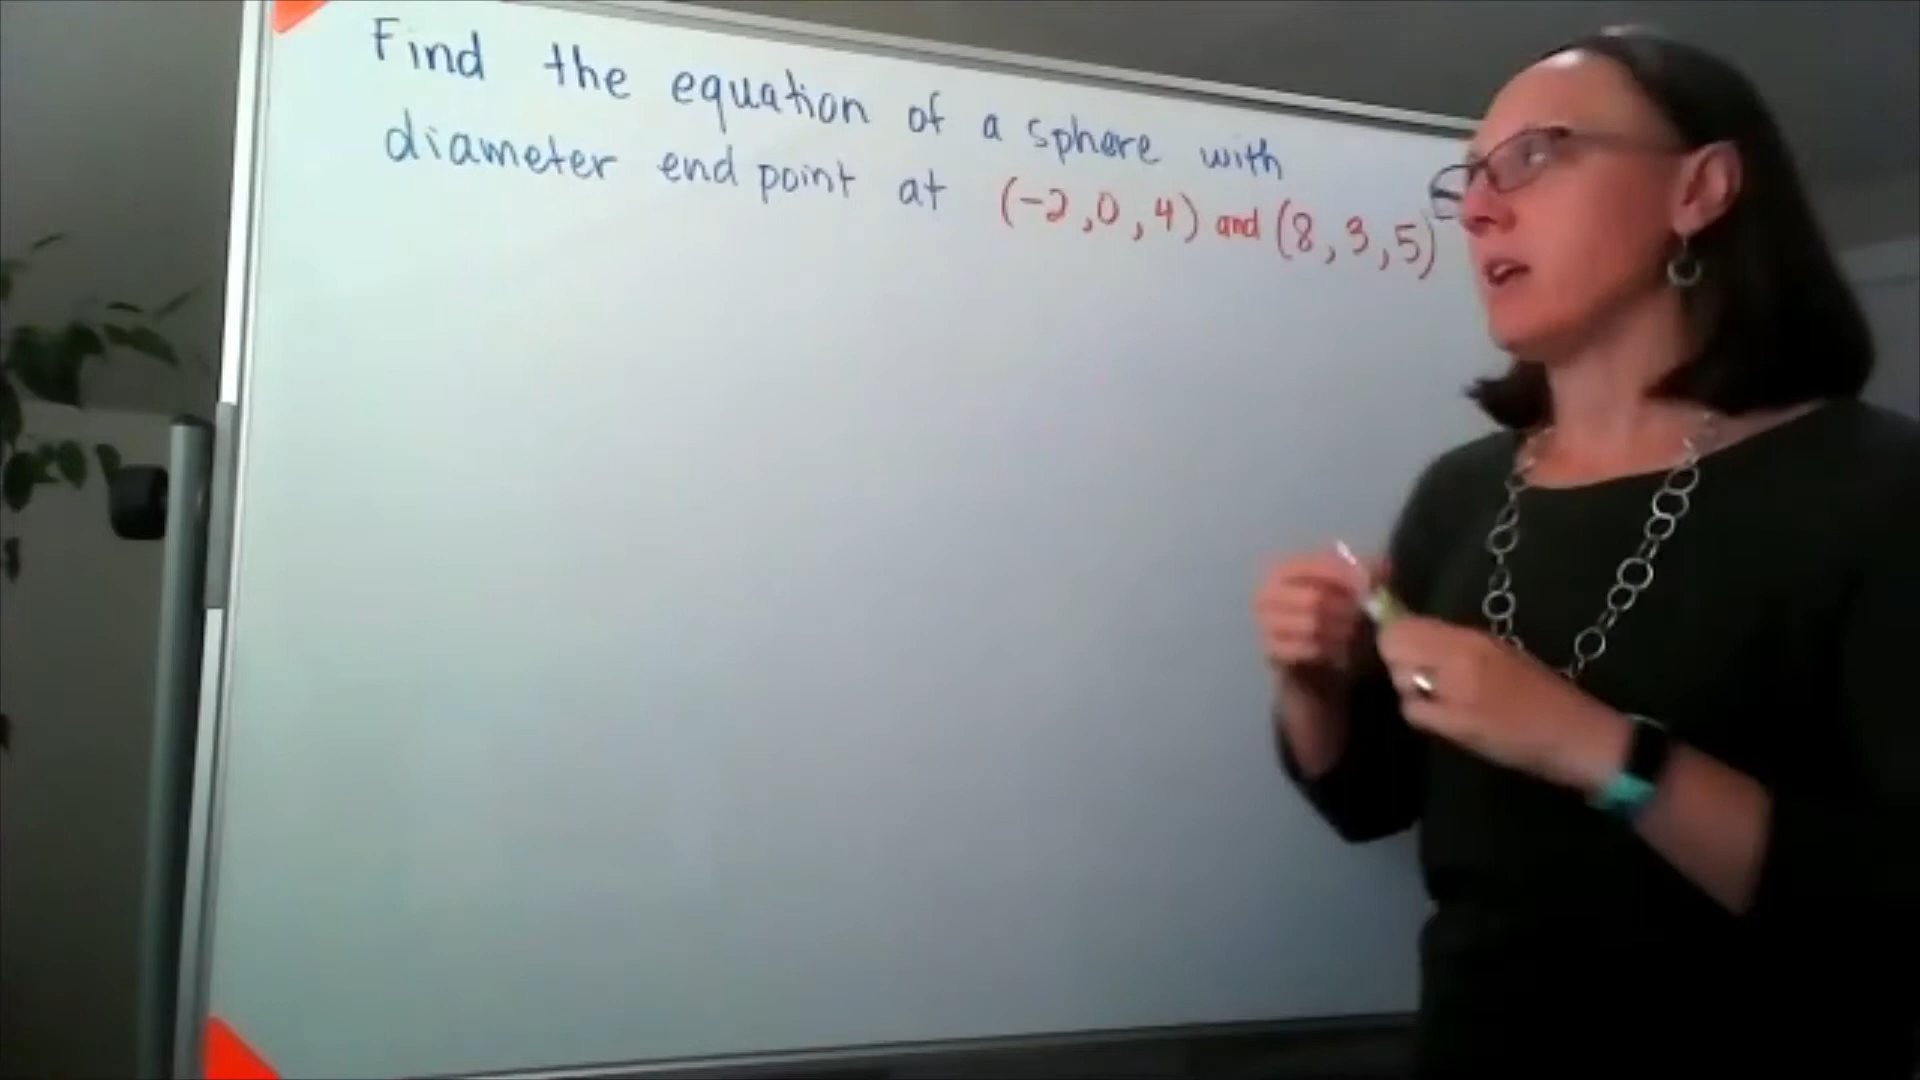 Find the equation of a sphere with
diameter end point at (-2,0,4) and (8,3,5)